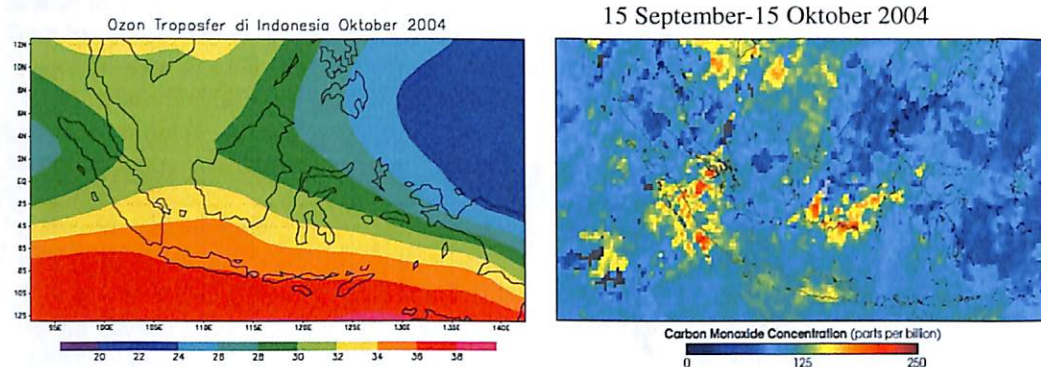 Ozon Troposfer di Indonesia Oktober 2004
12N
10N
8N
6N
4N
2N
EQ
2S
4S
6S
8S
10S
12S
95E 100E 105E 110E 115E 120E 125E 130E 135E 140E
20 22 24 26 28 30 32 34 36 38
15 September-15 Oktober 2004
Carbon Monoxide Concentration (parts per billion)
0 125 250